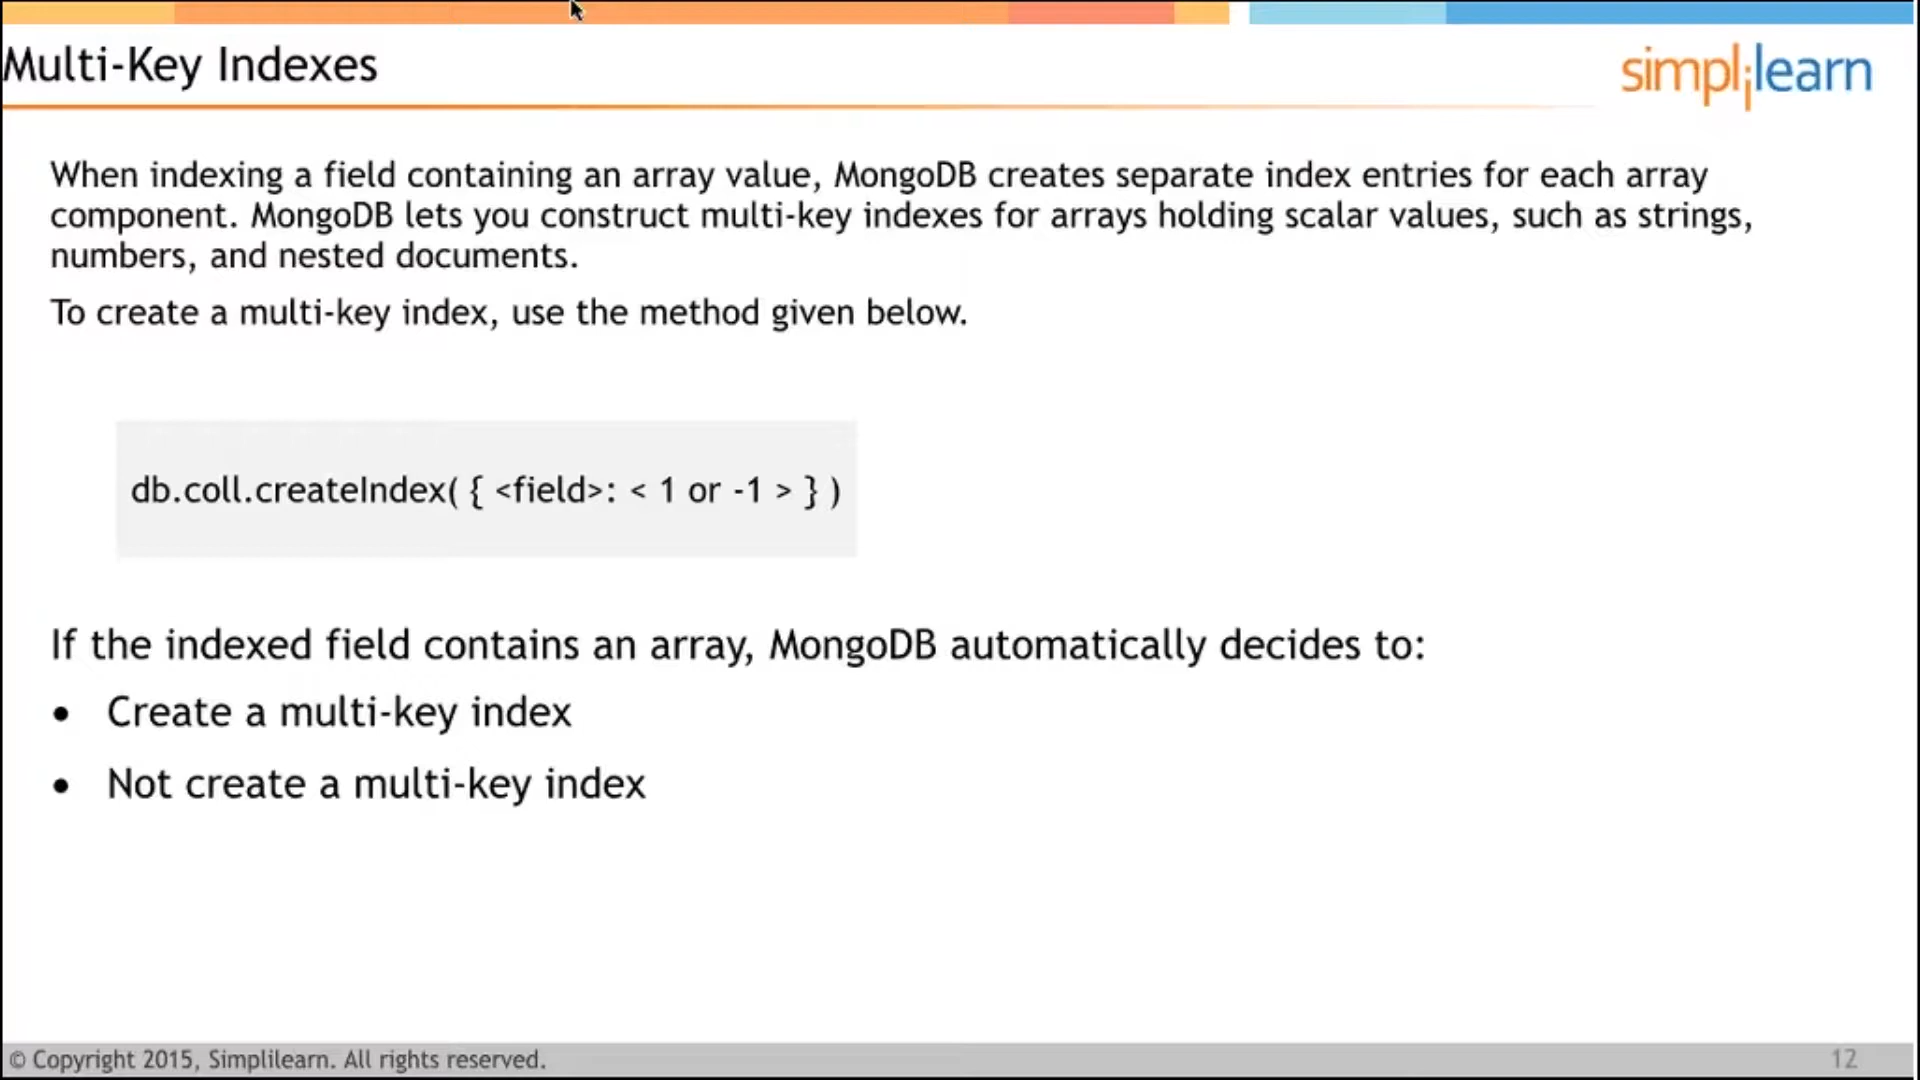 Multi-Key Indexes
simplilearn
When indexing a field containing an array value, MongoDB creates separate index entries for each array
component. MongoDB lets you construct multi-key indexes for arrays holding scalar values, such as strings,
numbers, and nested documents.
To create a multi-key index, use the method given below.
db.coll.createIndex( { <field>: < 1 or -1 > } )
If the indexed field contains an array, MongoDB automatically decides to:
• Create a multi-key index
• Not create a multi-key index
© Copyright 2015, Simplilearn. All rights reserved.
12